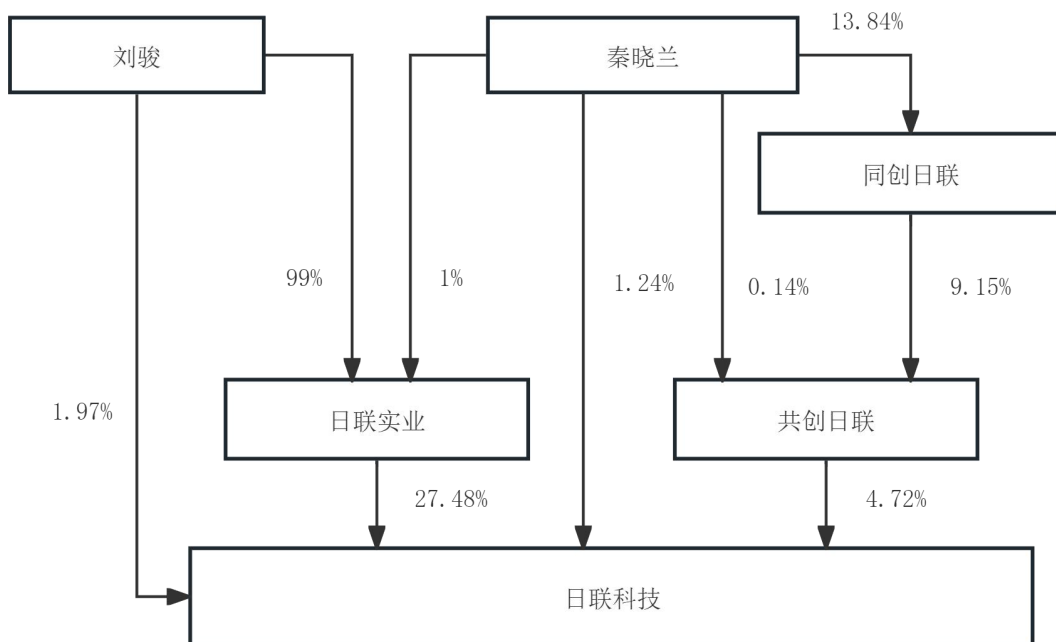 13.84%
刘骏
秦晓兰
同创日联
99%
1%
1.24%
0.14%
9.15%
1.97%
日联实业
共创日联
27.48%
4.72%
日联科技